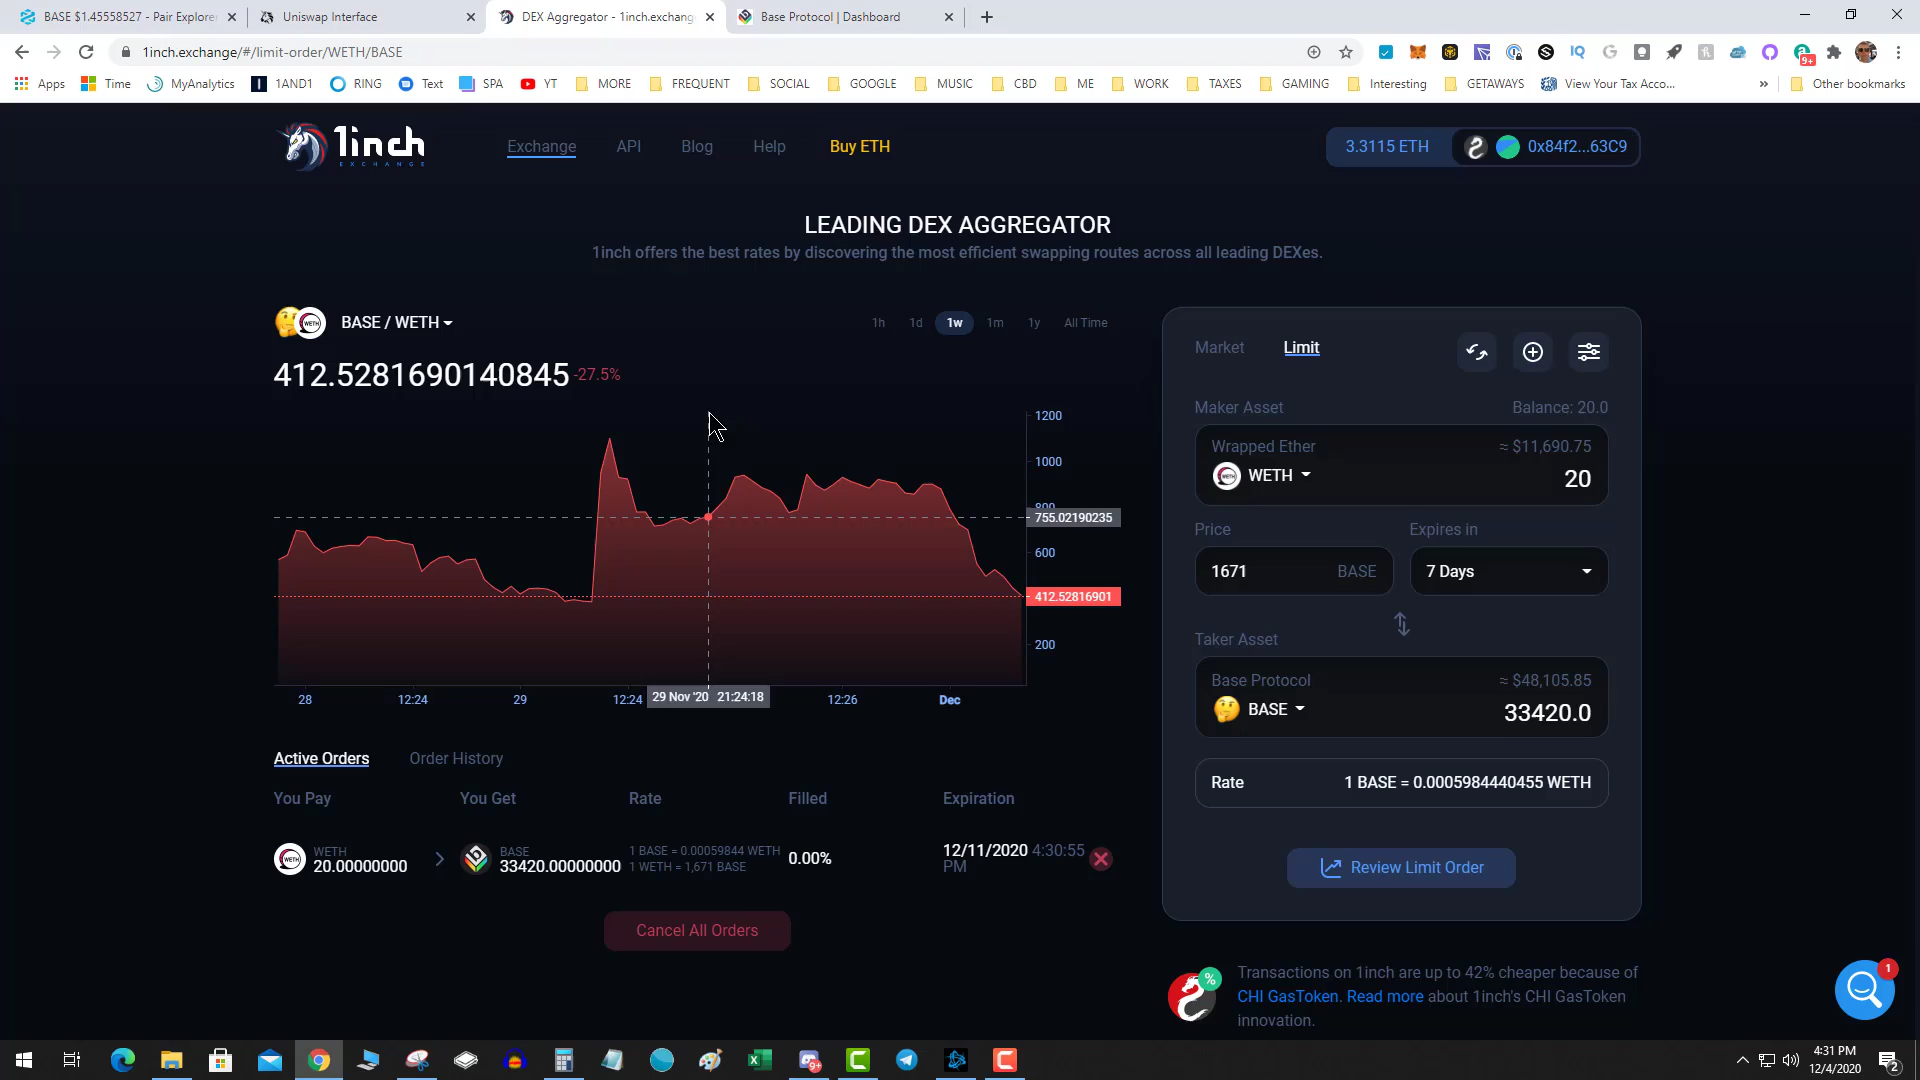 BASE $1.45558527 - Pair Explorer
Uniswap Interface
DEX Aggregator - 1inch.exchang
Base Protocol | Dashboard
1inch.exchange/#/limit-order/WETH/BASE
9+
Apps
Time
MyAnalytics
1AND1
RING
Text
SPA
YT
MORE
FREQUENT
SOCIAL
GOOGLE
MUSIC
CBD
ME
WORK
TAXES
GAMING
Interesting
GETAWAYS
View Your Tax Acco...
»
Other bookmarks
1inch
EXCHANGE
Exchange
API
Blog
Help
Buy ETH
3.3115 ETH
0x84f2...63C9
LEADING DEX AGGREGATOR
1inch offers the best rates by discovering the most efficient swapping routes across all leading DEXes.
BASE / WETH
1h
1d
1w
1m
1y
All Time
412.5281690140845 -27.5%
1200
1000
800
755.02190235
600
412.52816901
200
28
12:24
29
12:24
29 Nov '20 21:24:18
12:26
Dec
Active Orders
Order History
You Pay
You Get
Rate
Filled
Expiration
WETH
20.00000000
BASE
33420.00000000
1 BASE = 0.00059844 WETH
1 WETH = 1,671 BASE
0.00%
12/11/2020 4:30:55
PM
Cancel All Orders
Market
Limit
Maker Asset
Balance: 20.0
Wrapped Ether
≈ $11,690.75
WETH
20
Price
Expires in
1671
BASE
7 Days
Taker Asset
Base Protocol
≈ $48,105.85
BASE
33420.0
Rate
1 BASE = 0.0005984440455 WETH
Review Limit Order
%
Transactions on 1inch are up to 42% cheaper because of
CHI GasToken. Read more about 1inch's CHI GasToken
innovation.
1
9+
4:31 PM
12/4/2020
2